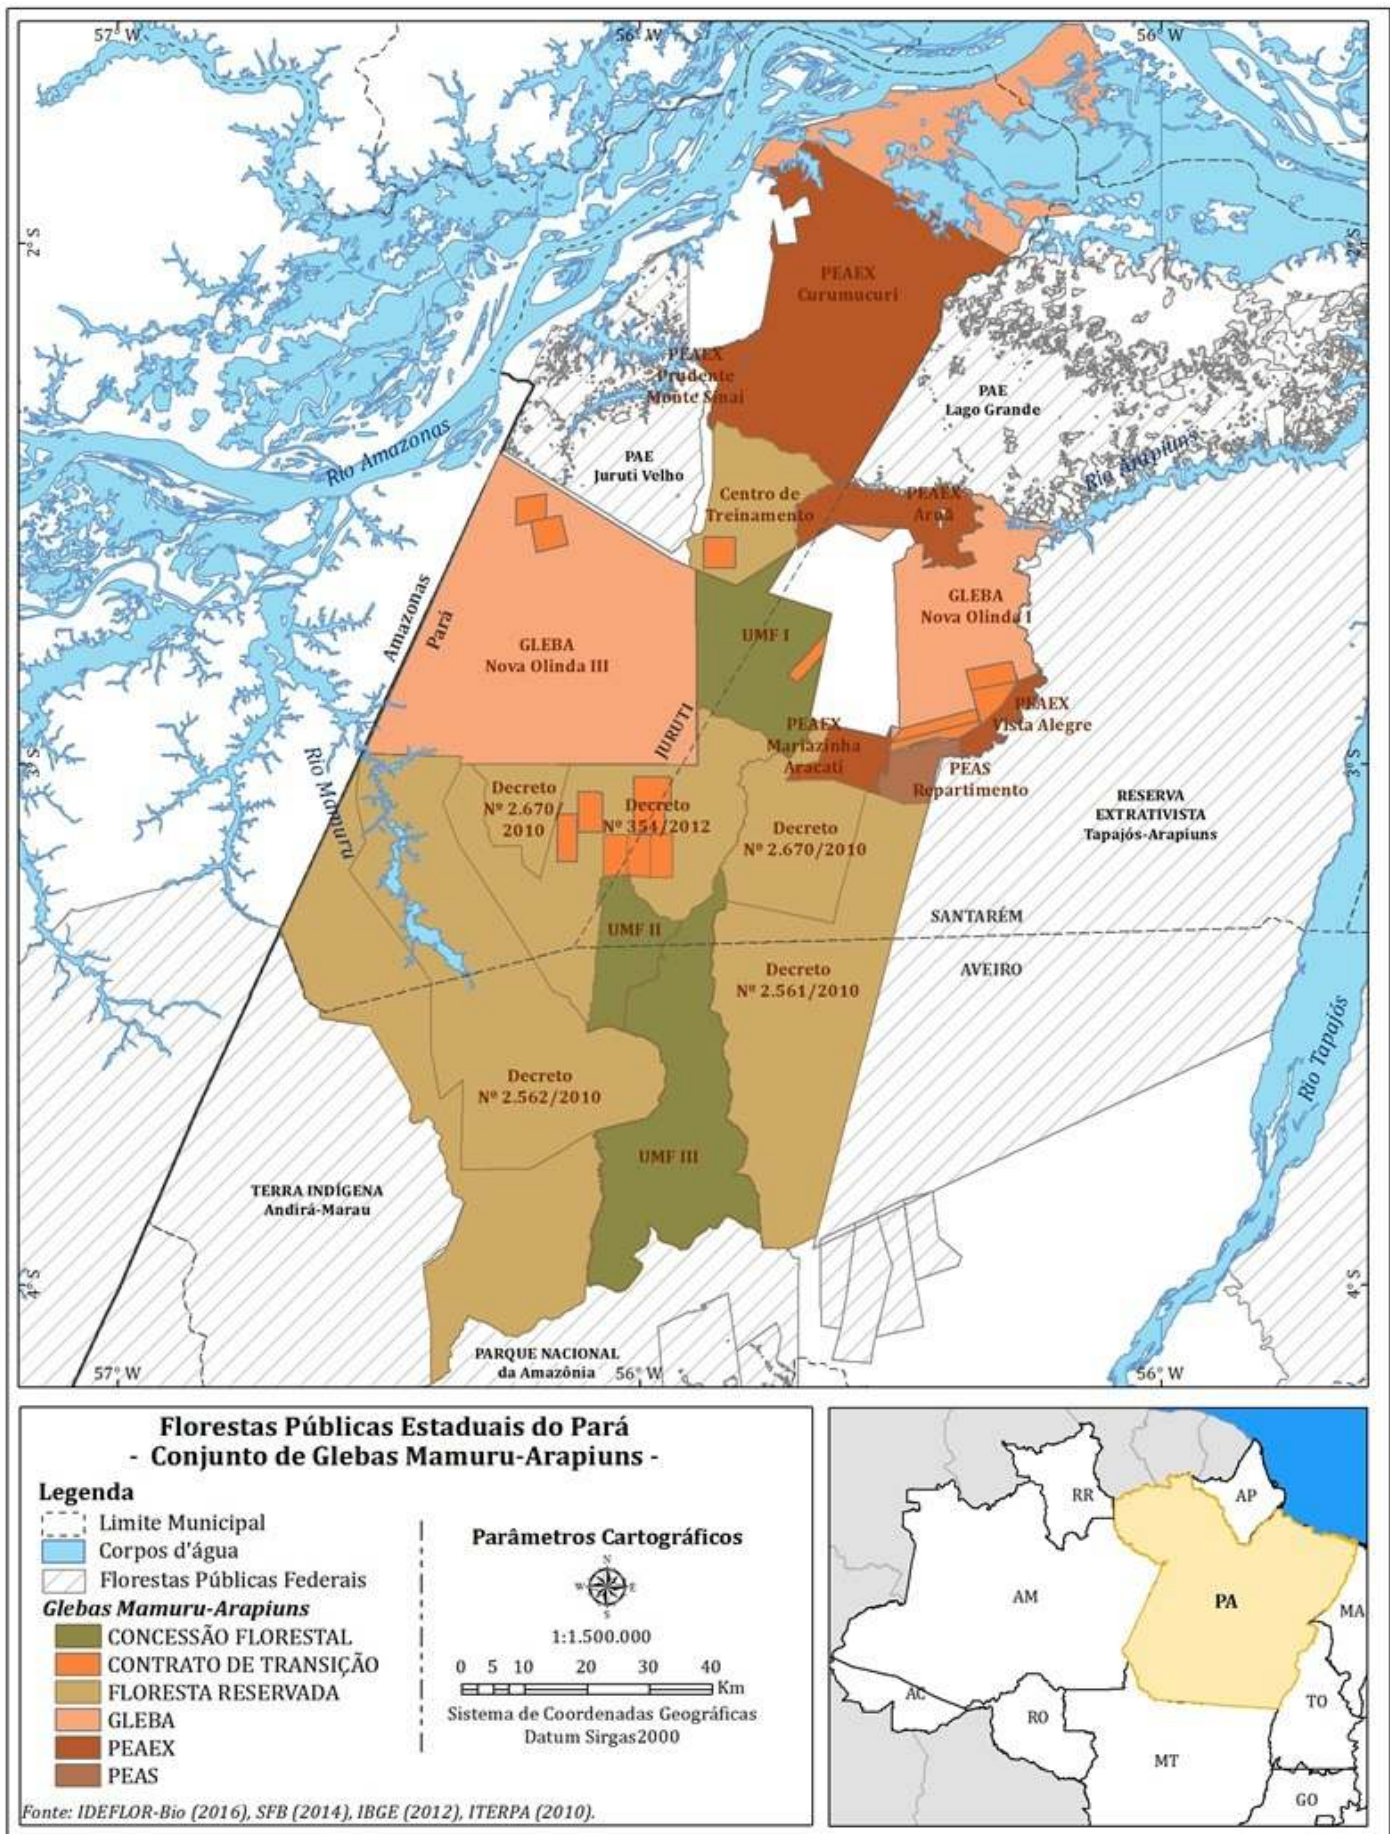 57° W
56° W
56° W
2° S
2° S
PEAEX
Curumucuri
PEAEX
Prudente
Monte Sinai
PAE
Lago Grande
Rio Amazonas
PAE
Juruti Velho
Rio Arapiuns
Centro de
Treinamento
PEAEX
Aruã
Amazonas
Pará
GLEBA
Nova Olinda I
UMF I
GLEBA
Nova Olinda III
JURUTI
PEAEX
Vista Alegre
PEAEX
Mariazinha
Aracati
3° S
3° S
Rio Mamuru
PEAS
Repartimento
Decreto
Nº 2.670/
2010
Decreto
Nº 354/2012
Decreto
Nº 2.670/2010
RESERVA
EXTRATIVISTA
Tapajós-Arapiuns
SANTARÉM
UMF II
AVEIRO
Decreto
Nº 2.561/2010
Rio Tapajós
Decreto
Nº 2.562/2010
UMF III
TERRA INDÍGENA
Andirá-Marau
4° S
4° S
PARQUE NACIONAL
da Amazônia
57° W
56° W
56° W
Florestas Públicas Estaduais do Pará
- Conjunto de Glebas Mamuru-Arapiuns -
Legenda
Limite Municipal
Corpos d'água
Florestas Públicas Federais
Glebas Mamuru-Arapiuns
CONCESSÃO FLORESTAL
CONTRATO DE TRANSIÇÃO
FLORESTA RESERVADA
GLEBA
PEAEX
PEAS
Parâmetros Cartográficos
N
W E
S
1:1.500.000
0 5 10 20 30 40
Km
Sistema de Coordenadas Geográficas
Datum Sirgas2000
Fonte: IDEFLOR-Bio (2016), SFB (2014), IBGE (2012), ITERPA (2010).
RR
AP
AM
PA
MA
AC
RO
TO
MT
GO